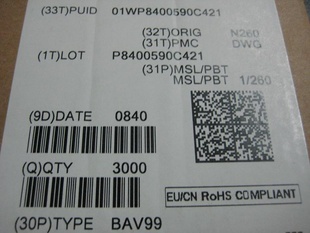 (33T)PUID 01WP8400590C421
(32T)ORIG N260
(31T)PMC DWG
(1T)LOT P8400590C421
(31P)MSL/PBT
MSL/PBT 1/260
(9D)DATE 0840
(Q)QTY 3000
EU/CN RoHS COMPLIANT
(30P)TYPE BAV99